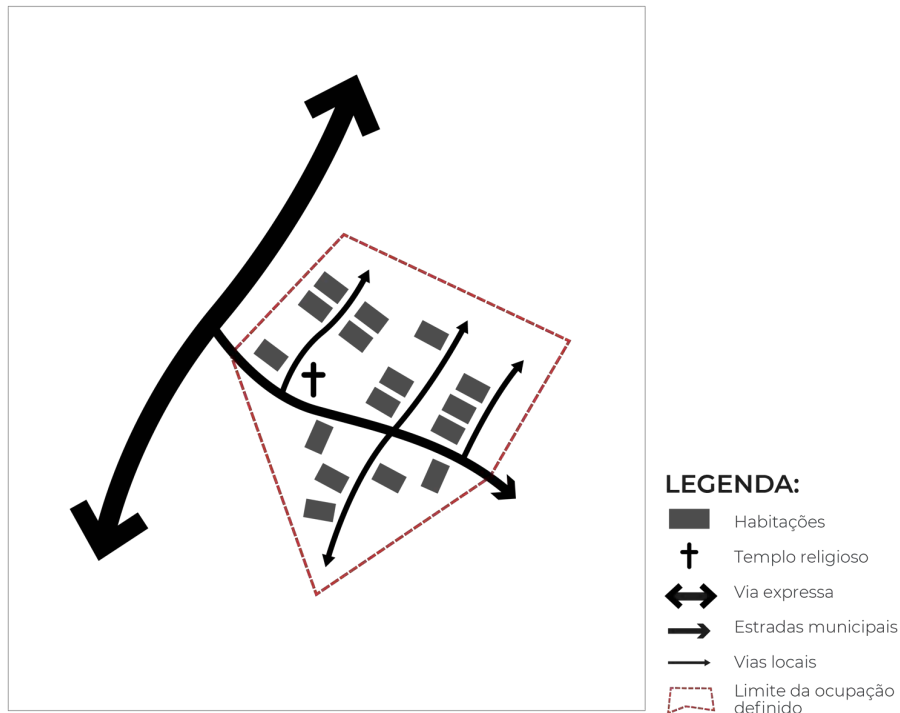 LEGENDA:
Habitações
Templo religioso
Via expressa
Estradas municipais
Vias locais
Limite da ocupação
definido